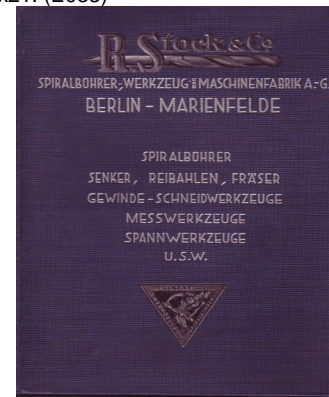 R. Stock & Co
SPIRALBOHRER-, WERKZEUG- & MASCHINENFABRIK A.-G.
BERLIN - MARIENFELDE
SPIRALBOHRER
SENKER, REIBAHLEN, FRÄSER
GEWINDE-SCHNEIDWERKZEUGE
MESSWERKZEUGE
SPANNWERKZEUGE
U.S.W.